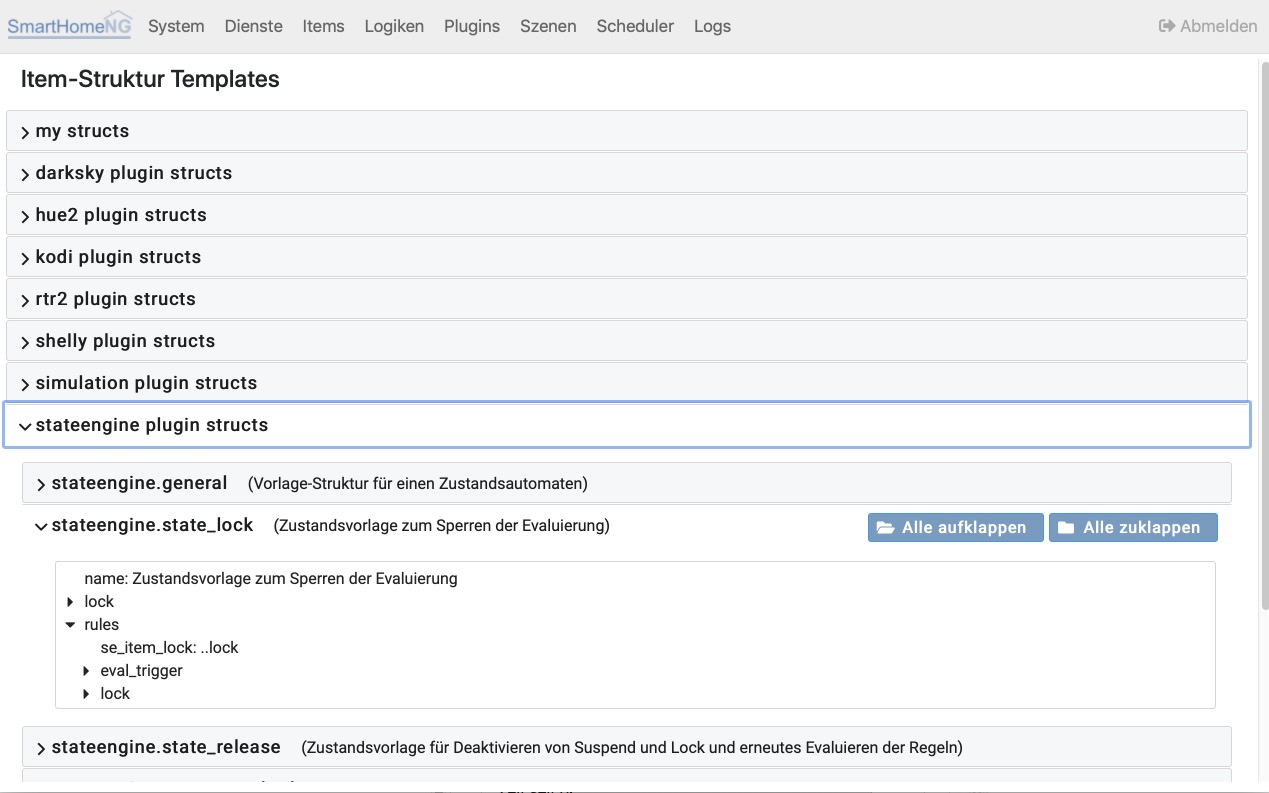 SmartHomeNG System Dienste Items Logiken Plugins Szenen Scheduler Logs Abmelden
Item-Struktur Templates
my structs
darksky plugin structs
hue2 plugin structs
kodi plugin structs
rtr2 plugin structs
shelly plugin structs
simulation plugin structs
stateengine plugin structs
stateengine.general (Vorlage-Struktur für einen Zustandsautomaten)
stateengine.state_lock (Zustandsvorlage zum Sperren der Evaluierung) Alle aufklappen Alle zuklappen
name: Zustandsvorlage zum Sperren der Evaluierung
lock
rules
se_item_lock: ..lock
eval_trigger
lock
stateengine.state_release (Zustandsvorlage für Deaktivieren von Suspend und Lock und erneutes Evaluieren der Regeln)